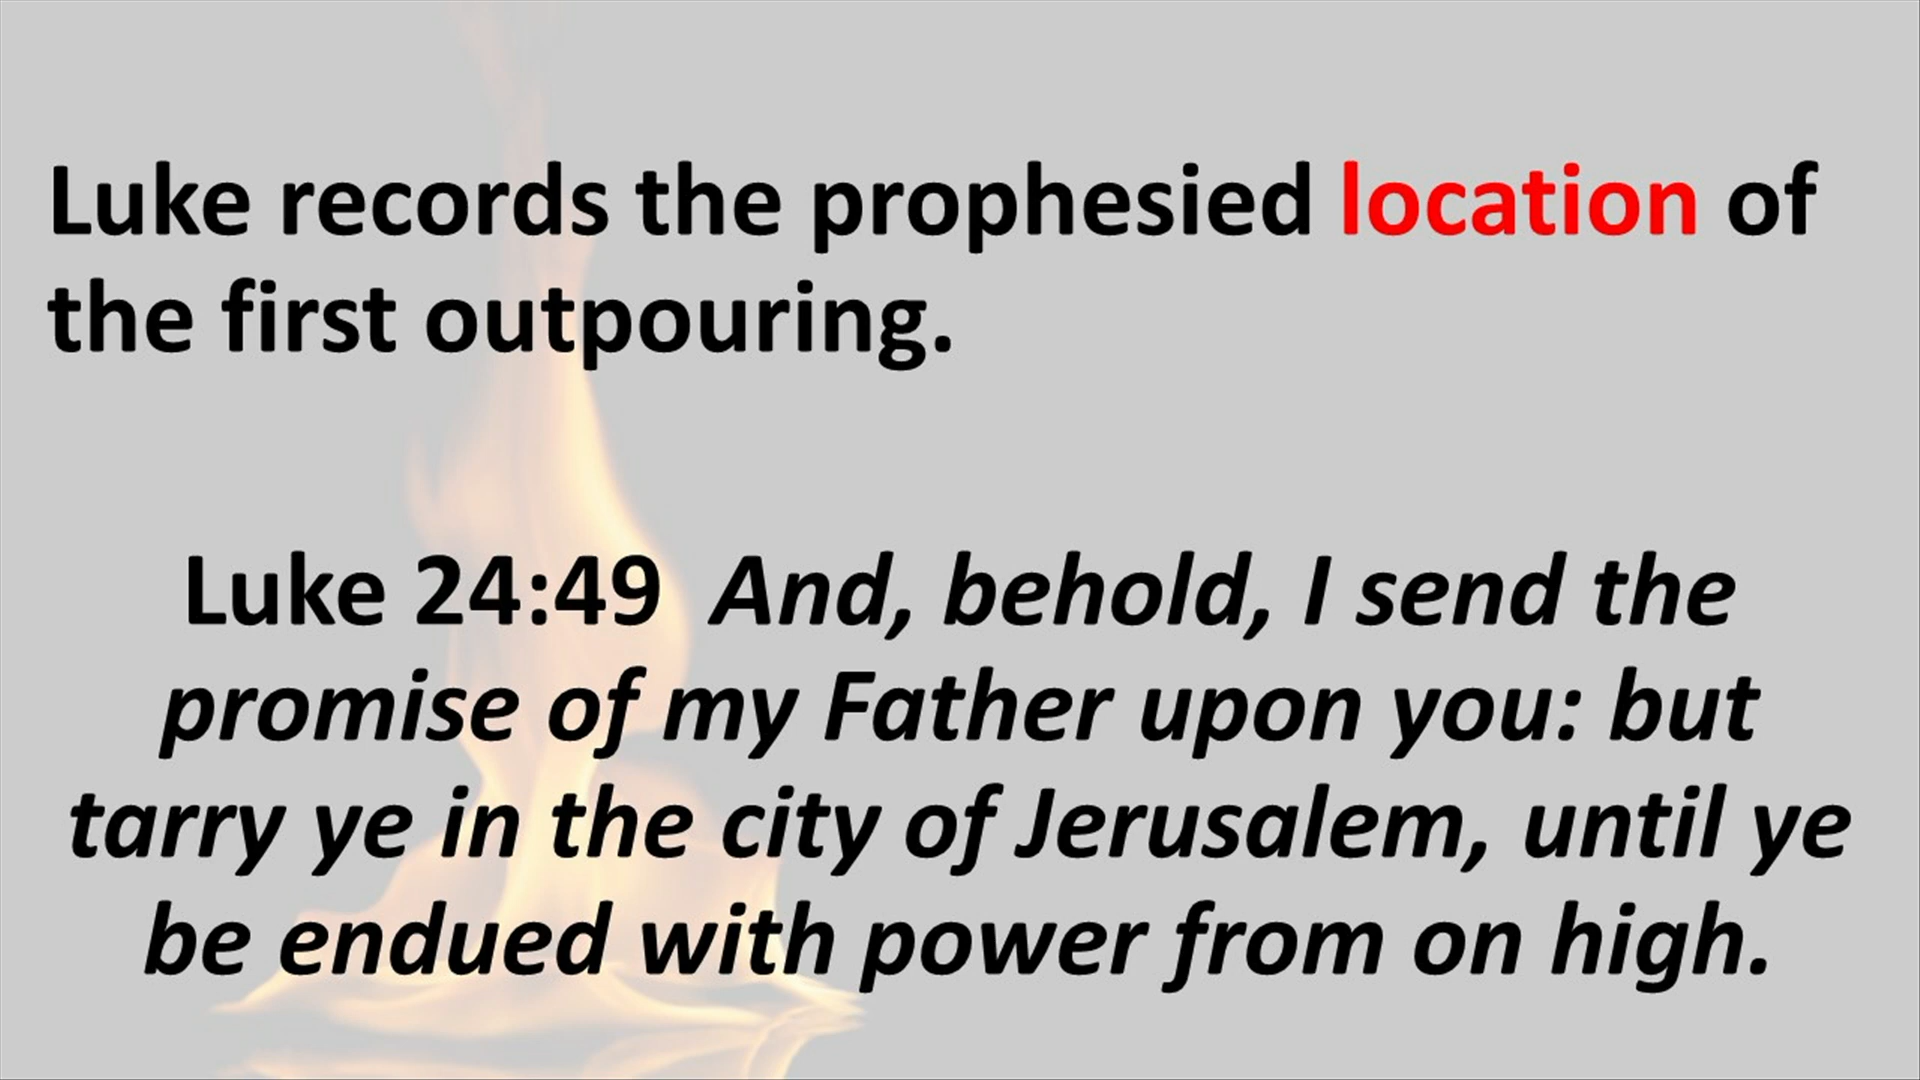 Luke records the prophesied location of
the first outpouring.
Luke 24:49  And, behold, I send the
promise of my Father upon you: but
tarry ye in the city of Jerusalem, until ye
be endued with power from on high.